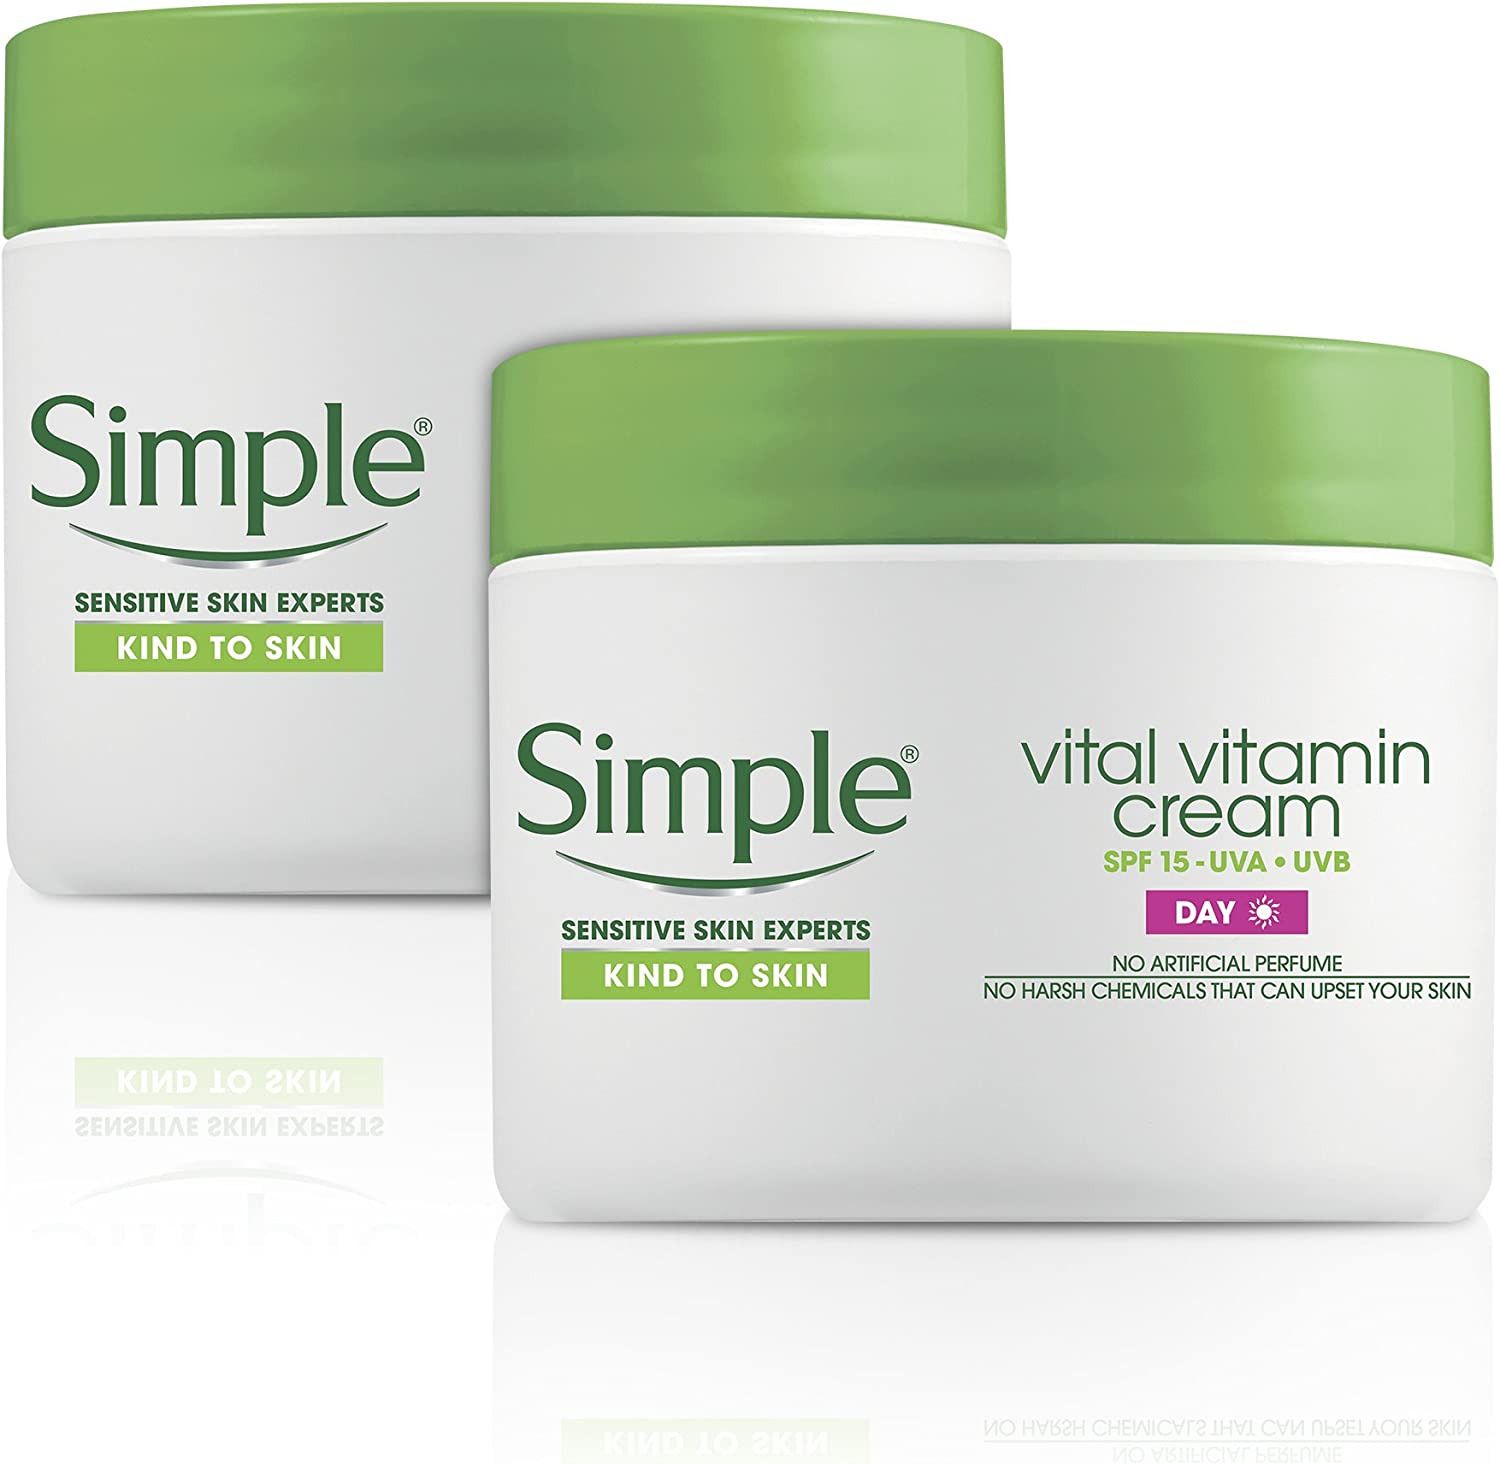 Simple®
SENSITIVE SKIN EXPERTS
KIND TO SKIN
Simple®
SENSITIVE SKIN EXPERTS
KIND TO SKIN
vital vitamin
cream
SPF 15 - UVA • UVB
DAY
NO ARTIFICIAL PERFUME
NO HARSH CHEMICALS THAT CAN UPSET YOUR SKIN